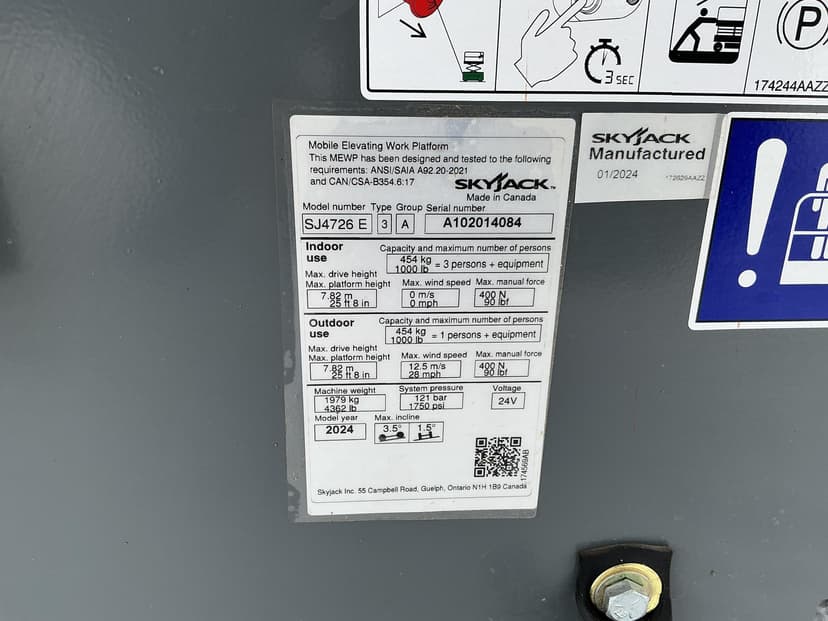 3 SEC
P
174244AAZZ
SKYJACK
Manufactured
01/2024
172829AAZ2
Mobile Elevating Work Platform
This MEWP has been designed and tested to the following
requirements: ANSI/SAIA A92.20-2021
and CAN/CSA-B354.6:17
SKYJACK™
Made in Canada
Model number Type Group Serial number
SJ4726 E 3 A A102014084
Indoor use
Capacity and maximum number of persons
454 kg
1000 lb = 3 persons + equipment
Max. drive height
Max. platform height Max. wind speed Max. manual force
7.82 m 0 m/s 400 N
25 ft 8 in 0 mph 90 lbf
Outdoor use
Capacity and maximum number of persons
454 kg
1000 lb = 1 persons + equipment
Max. drive height
Max. platform height Max. wind speed Max. manual force
7.82 m 12.5 m/s 400 N
25 ft 8 in 28 mph 90 lbf
Machine weight System pressure Voltage
1979 kg 121 bar 24V
4362 lb 1750 psi
Model year Max. incline
2024 3.5° 1.5°
174569AB
Skyjack Inc. 55 Campbell Road, Guelph, Ontario N1H 1B9 Canada